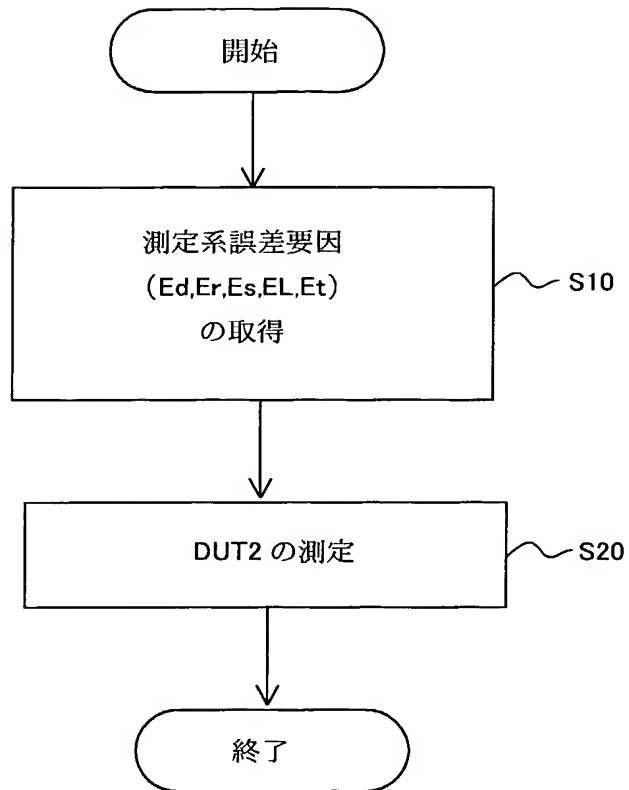 開始
測定系誤差要因
(Ed,Er,Es,EL,Et)
の取得
S10
DUT2 の測定
S20
終了